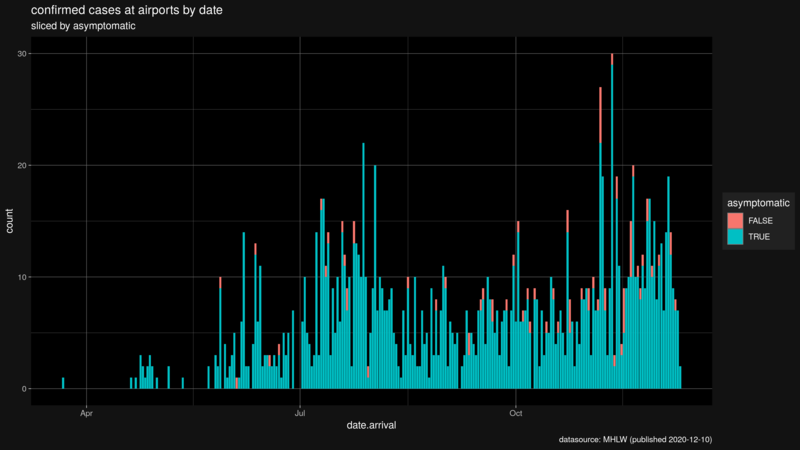 confirmed cases at airports by date
sliced by asymptomatic
30
20
10
0
count
Apr
Jul
Oct
date.arrival
asymptomatic
FALSE
TRUE
datasource: MHLW (published 2020-12-10)